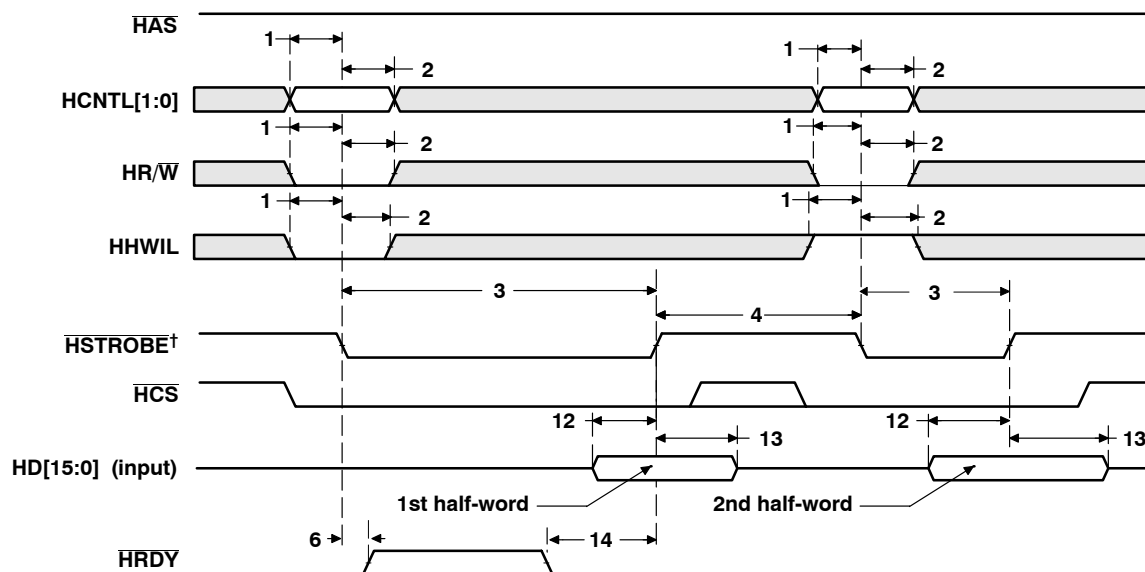 HAS
1
1
2
2
HCNTL[1:0]
1
1
2
2
HR/W
1
1
2
2
HHWIL
3
3
4
HSTROBE†
HCS
12
12
13
13
HD[15:0] (input)
1st half-word
2nd half-word
6
14
HRDY